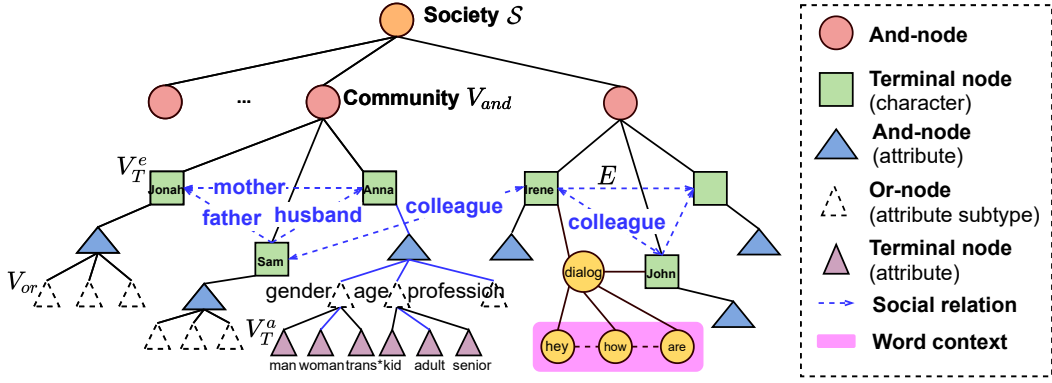 Society S
...
Community V_and
V_T^e
Jonah
mother
Anna
father
husband
colleague
Irene
E
colleague
Sam
dialog
John
V_or
gender
age
profession
V_T^a
man
woman
trans*
kid
adult
senior
hey
how
are
And-node
Terminal node
(character)
And-node
(attribute)
Or-node
(attribute subtype)
Terminal node
(attribute)
Social relation
Word context